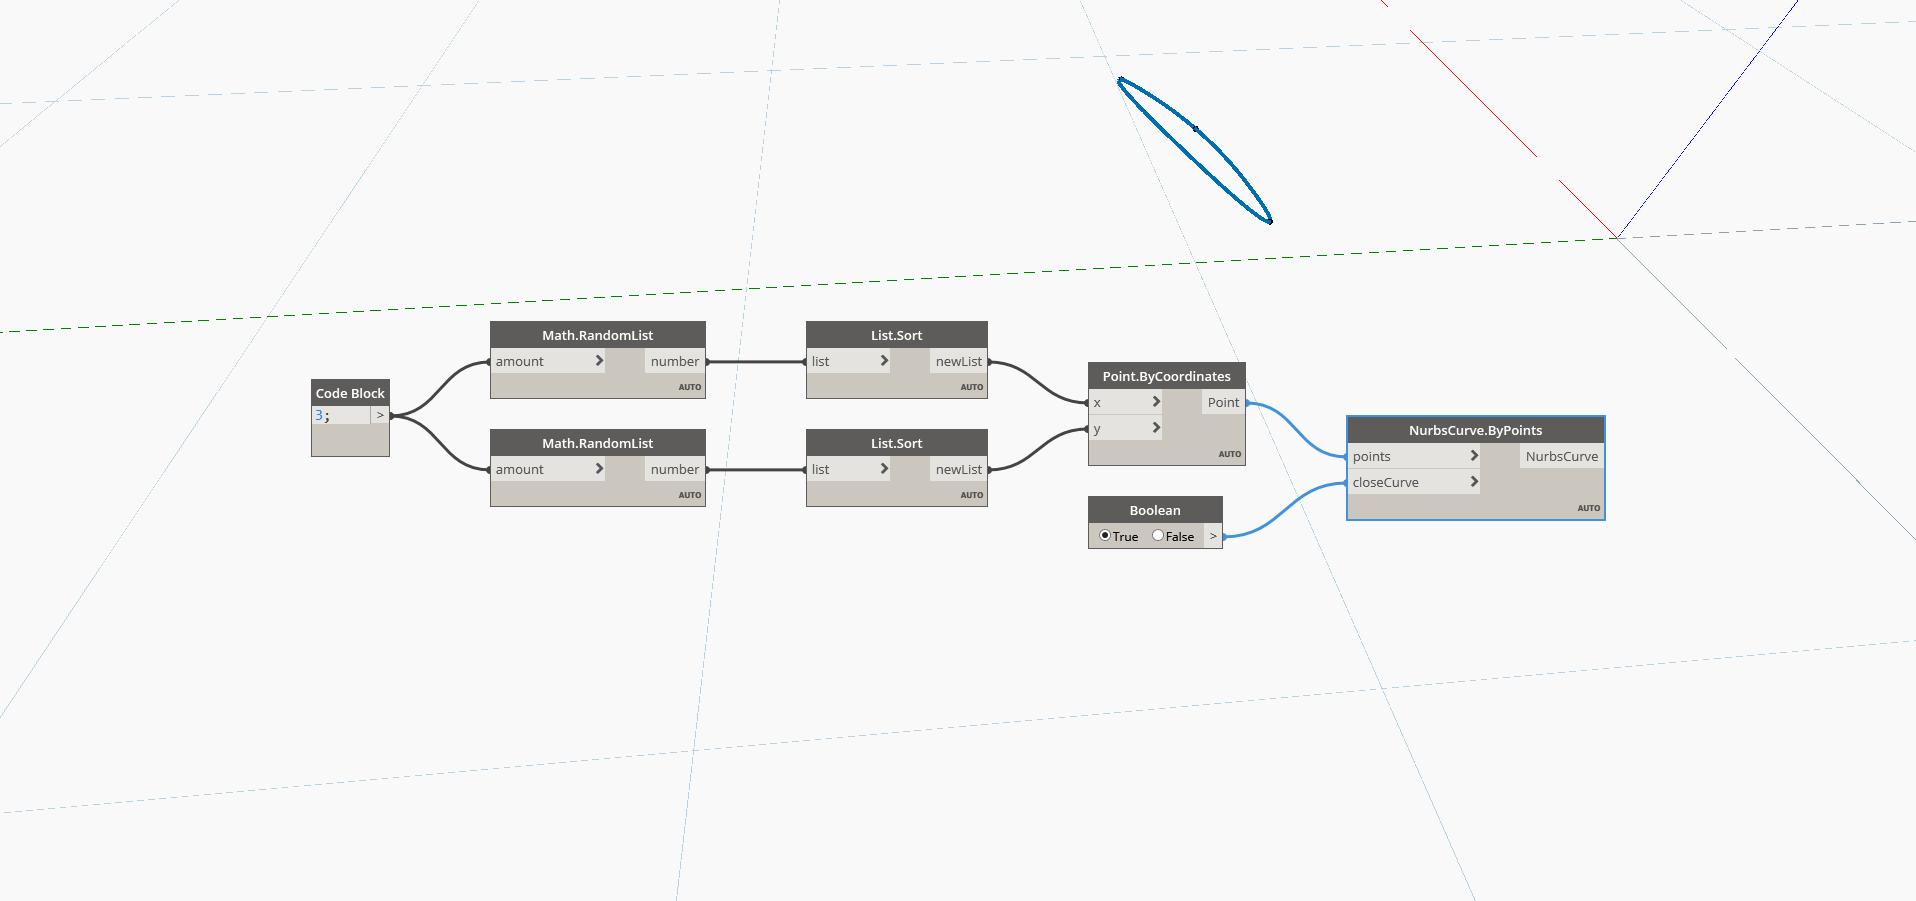 Code Block
3;
>
Math.RandomList
amount
number
AUTO
Math.RandomList
amount
number
AUTO
List.Sort
list
newList
AUTO
List.Sort
list
newList
AUTO
Point.ByCoordinates
x
Point
y
AUTO
Boolean
True False >
NurbsCurve.ByPoints
points
NurbsCurve
closeCurve
AUTO